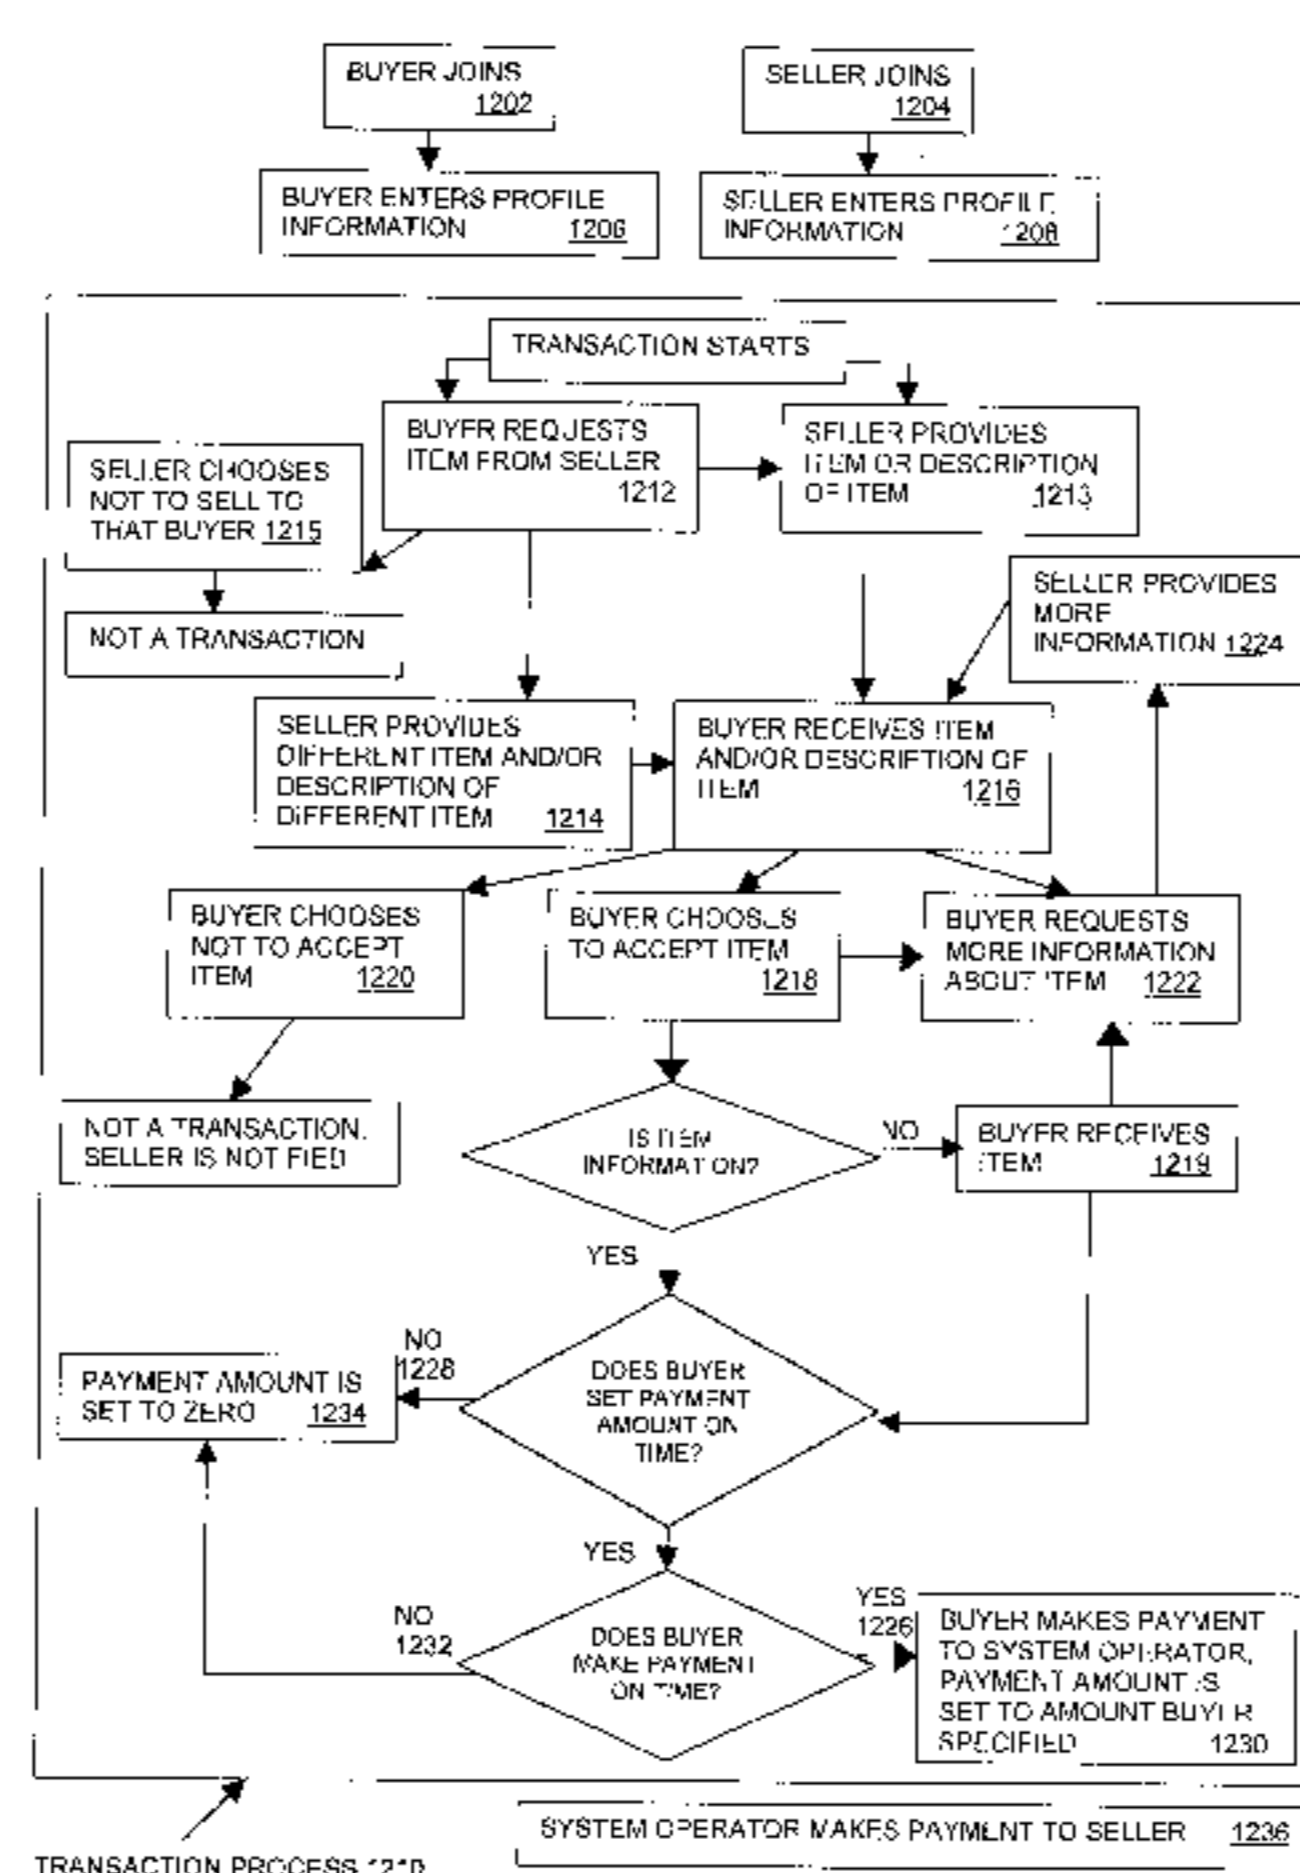 BUYER JOINS
1202
SELLER JOINS
1204
BUYER ENTERS PROFILE
INFORMATION 1206
SELLER ENTERS PROFILE
INFORMATION 1208
TRANSACTION STARTS
BUYER REQUESTS
ITEM FROM SELLER
1212
SELLER PROVIDES
ITEM OR DESCRIPTION
OF ITEM 1213
SELLER CHOOSES
NOT TO SELL TO
THAT BUYER 1215
NOT A TRANSACTION
SELLER PROVIDES
MORE
INFORMATION 1224
SELLER PROVIDES
DIFFERENT ITEM AND/OR
DESCRIPTION OF
DIFFERENT ITEM 1214
BUYER RECEIVES ITEM
AND/OR DESCRIPTION OF
ITEM 1216
BUYER CHOOSES
NOT TO ACCEPT
ITEM 1220
BUYER CHOOSES
TO ACCEPT ITEM
1218
BUYER REQUESTS
MORE INFORMATION
ABOUT ITEM 1222
NOT A TRANSACTION.
SELLER IS NOTIFIED
IS ITEM
INFORMATION?
NO
BUYER RECEIVES
ITEM 1219
YES
NO
1228
PAYMENT AMOUNT IS
SET TO ZERO 1234
DOES BUYER
SET PAYMENT
AMOUNT ON
TIME?
YES
NO
1232
DOES BUYER
MAKE PAYMENT
ON TIME?
YES
1226
BUYER MAKES PAYMENT
TO SYSTEM OPERATOR,
PAYMENT AMOUNT IS
SET TO AMOUNT BUYER
SPECIFIED 1230
SYSTEM OPERATOR MAKES PAYMENT TO SELLER 1236
TRANSACTION PROCESS 1210